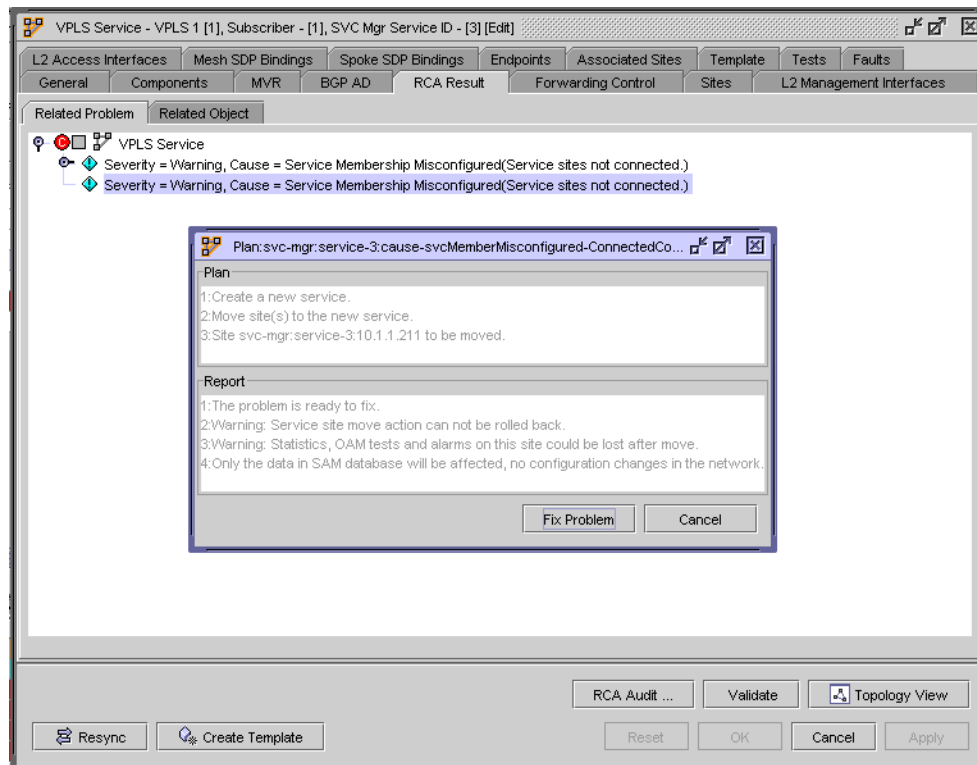 VPLS Service - VPLS 1 [1], Subscriber - [1], SVC Mgr Service ID - [3] [Edit]
L2 Access Interfaces Mesh SDP Bindings Spoke SDP Bindings Endpoints Associated Sites Template Tests Faults
General Components MVR BGP AD RCA Result Forwarding Control Sites L2 Management Interfaces
Related Problem Related Object
C VPLS Service
Severity = Warning, Cause = Service Membership Misconfigured(Service sites not connected.)
Severity = Warning, Cause = Service Membership Misconfigured(Service sites not connected.)
Plan:svc-mgr:service-3:cause-svcMemberMisconfigured-ConnectedCo...
Plan
1:Create a new service.
2:Move site(s) to the new service.
3:Site svc-mgr:service-3:10.1.1.211 to be moved.
Report
1:The problem is ready to fix.
2:Warning: Service site move action can not be rolled back.
3:Warning: Statistics, OAM tests and alarms on this site could be lost after move.
4:Only the data in SAM database will be affected, no configuration changes in the network.
Fix Problem Cancel
RCA Audit ... Validate Topology View
Resync Create Template Reset OK Cancel Apply